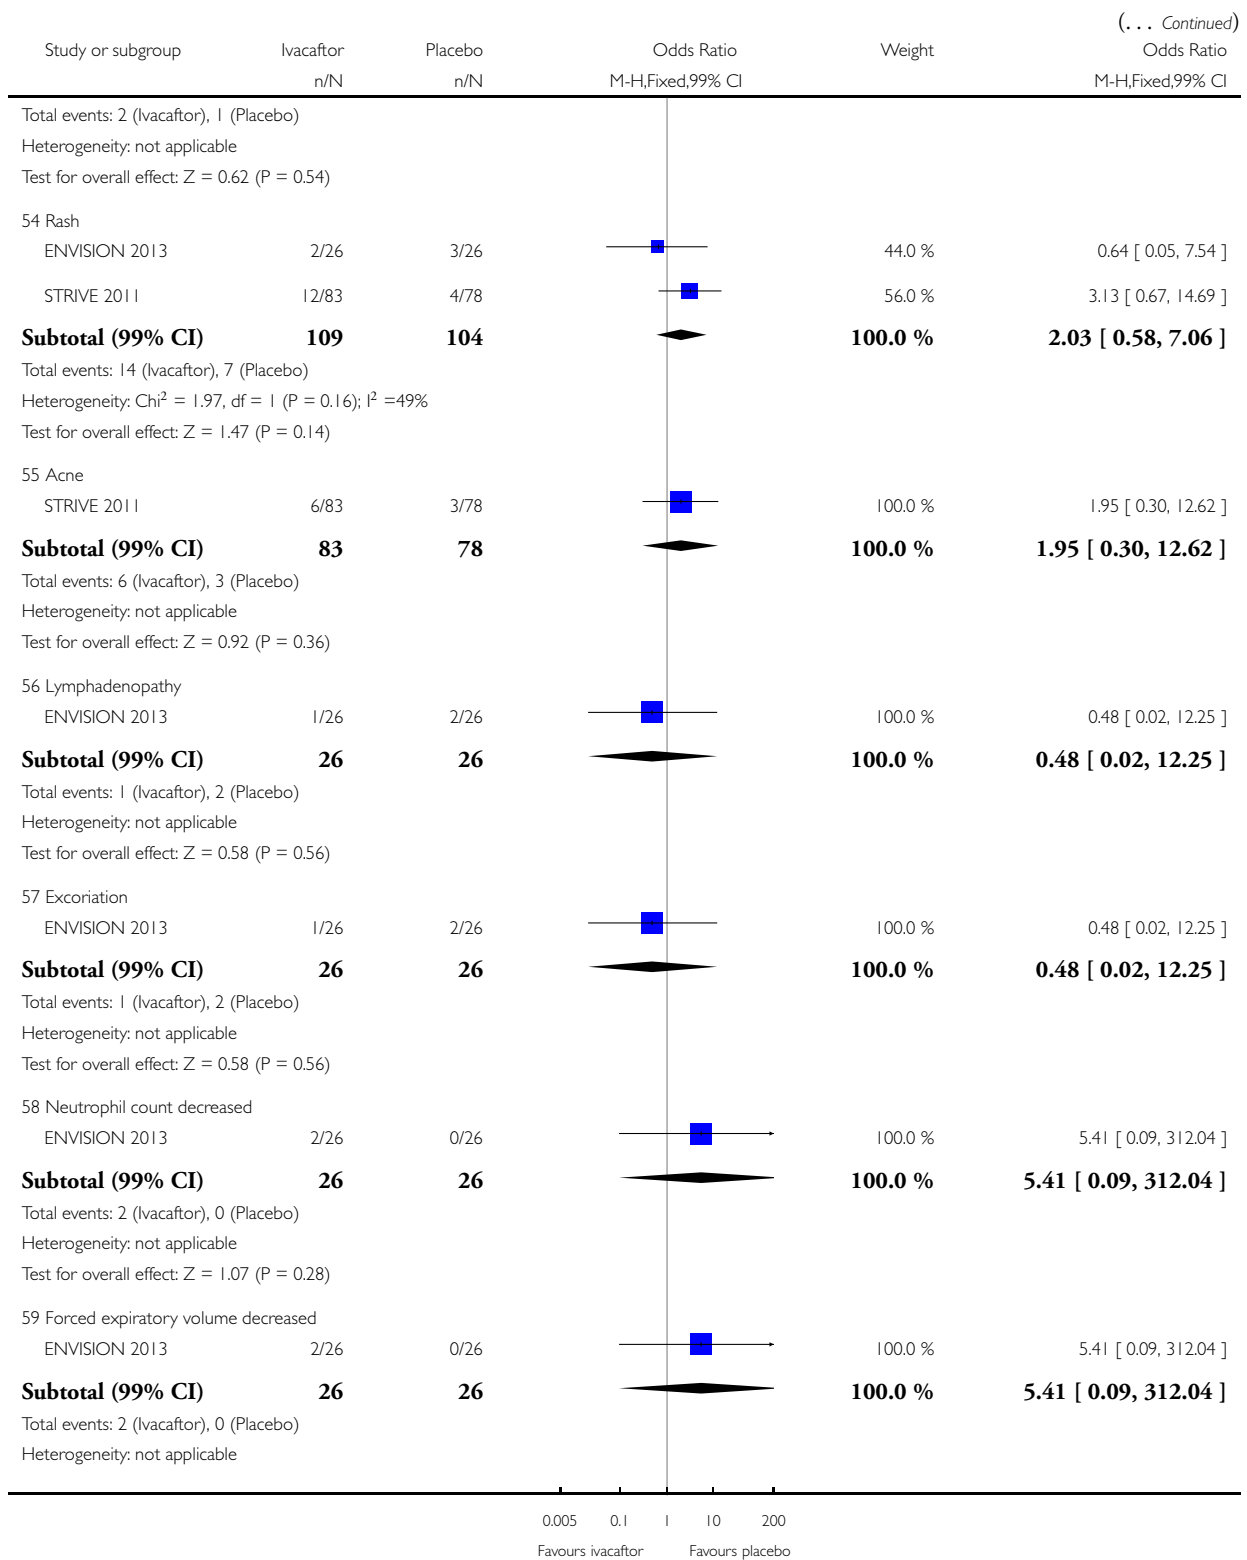 (... Continued)
Study or subgroup Ivacaftor Placebo Odds Ratio Weight Odds Ratio
n/N n/N M-H,Fixed,99% CI M-H,Fixed,99% CI
Total events: 2 (Ivacaftor), 1 (Placebo)
Heterogeneity: not applicable
Test for overall effect: Z = 0.62 (P = 0.54)
54 Rash
ENVISION 2013 2/26 3/26 44.0 % 0.64 [ 0.05, 7.54 ]
STRIVE 2011 12/83 4/78 56.0 % 3.13 [ 0.67, 14.69 ]
Subtotal (99% CI) 109 104 100.0 % 2.03 [ 0.58, 7.06 ]
Total events: 14 (Ivacaftor), 7 (Placebo)
Heterogeneity: Chi² = 1.97, df = 1 (P = 0.16); I² =49%
Test for overall effect: Z = 1.47 (P = 0.14)
55 Acne
STRIVE 2011 6/83 3/78 100.0 % 1.95 [ 0.30, 12.62 ]
Subtotal (99% CI) 83 78 100.0 % 1.95 [ 0.30, 12.62 ]
Total events: 6 (Ivacaftor), 3 (Placebo)
Heterogeneity: not applicable
Test for overall effect: Z = 0.92 (P = 0.36)
56 Lymphadenopathy
ENVISION 2013 1/26 2/26 100.0 % 0.48 [ 0.02, 12.25 ]
Subtotal (99% CI) 26 26 100.0 % 0.48 [ 0.02, 12.25 ]
Total events: 1 (Ivacaftor), 2 (Placebo)
Heterogeneity: not applicable
Test for overall effect: Z = 0.58 (P = 0.56)
57 Excoriation
ENVISION 2013 1/26 2/26 100.0 % 0.48 [ 0.02, 12.25 ]
Subtotal (99% CI) 26 26 100.0 % 0.48 [ 0.02, 12.25 ]
Total events: 1 (Ivacaftor), 2 (Placebo)
Heterogeneity: not applicable
Test for overall effect: Z = 0.58 (P = 0.56)
58 Neutrophil count decreased
ENVISION 2013 2/26 0/26 100.0 % 5.41 [ 0.09, 312.04 ]
Subtotal (99% CI) 26 26 100.0 % 5.41 [ 0.09, 312.04 ]
Total events: 2 (Ivacaftor), 0 (Placebo)
Heterogeneity: not applicable
Test for overall effect: Z = 1.07 (P = 0.28)
59 Forced expiratory volume decreased
ENVISION 2013 2/26 0/26 100.0 % 5.41 [ 0.09, 312.04 ]
Subtotal (99% CI) 26 26 100.0 % 5.41 [ 0.09, 312.04 ]
Total events: 2 (Ivacaftor), 0 (Placebo)
Heterogeneity: not applicable
0.005 0.1 1 10 200
Favours ivacaftor Favours placebo